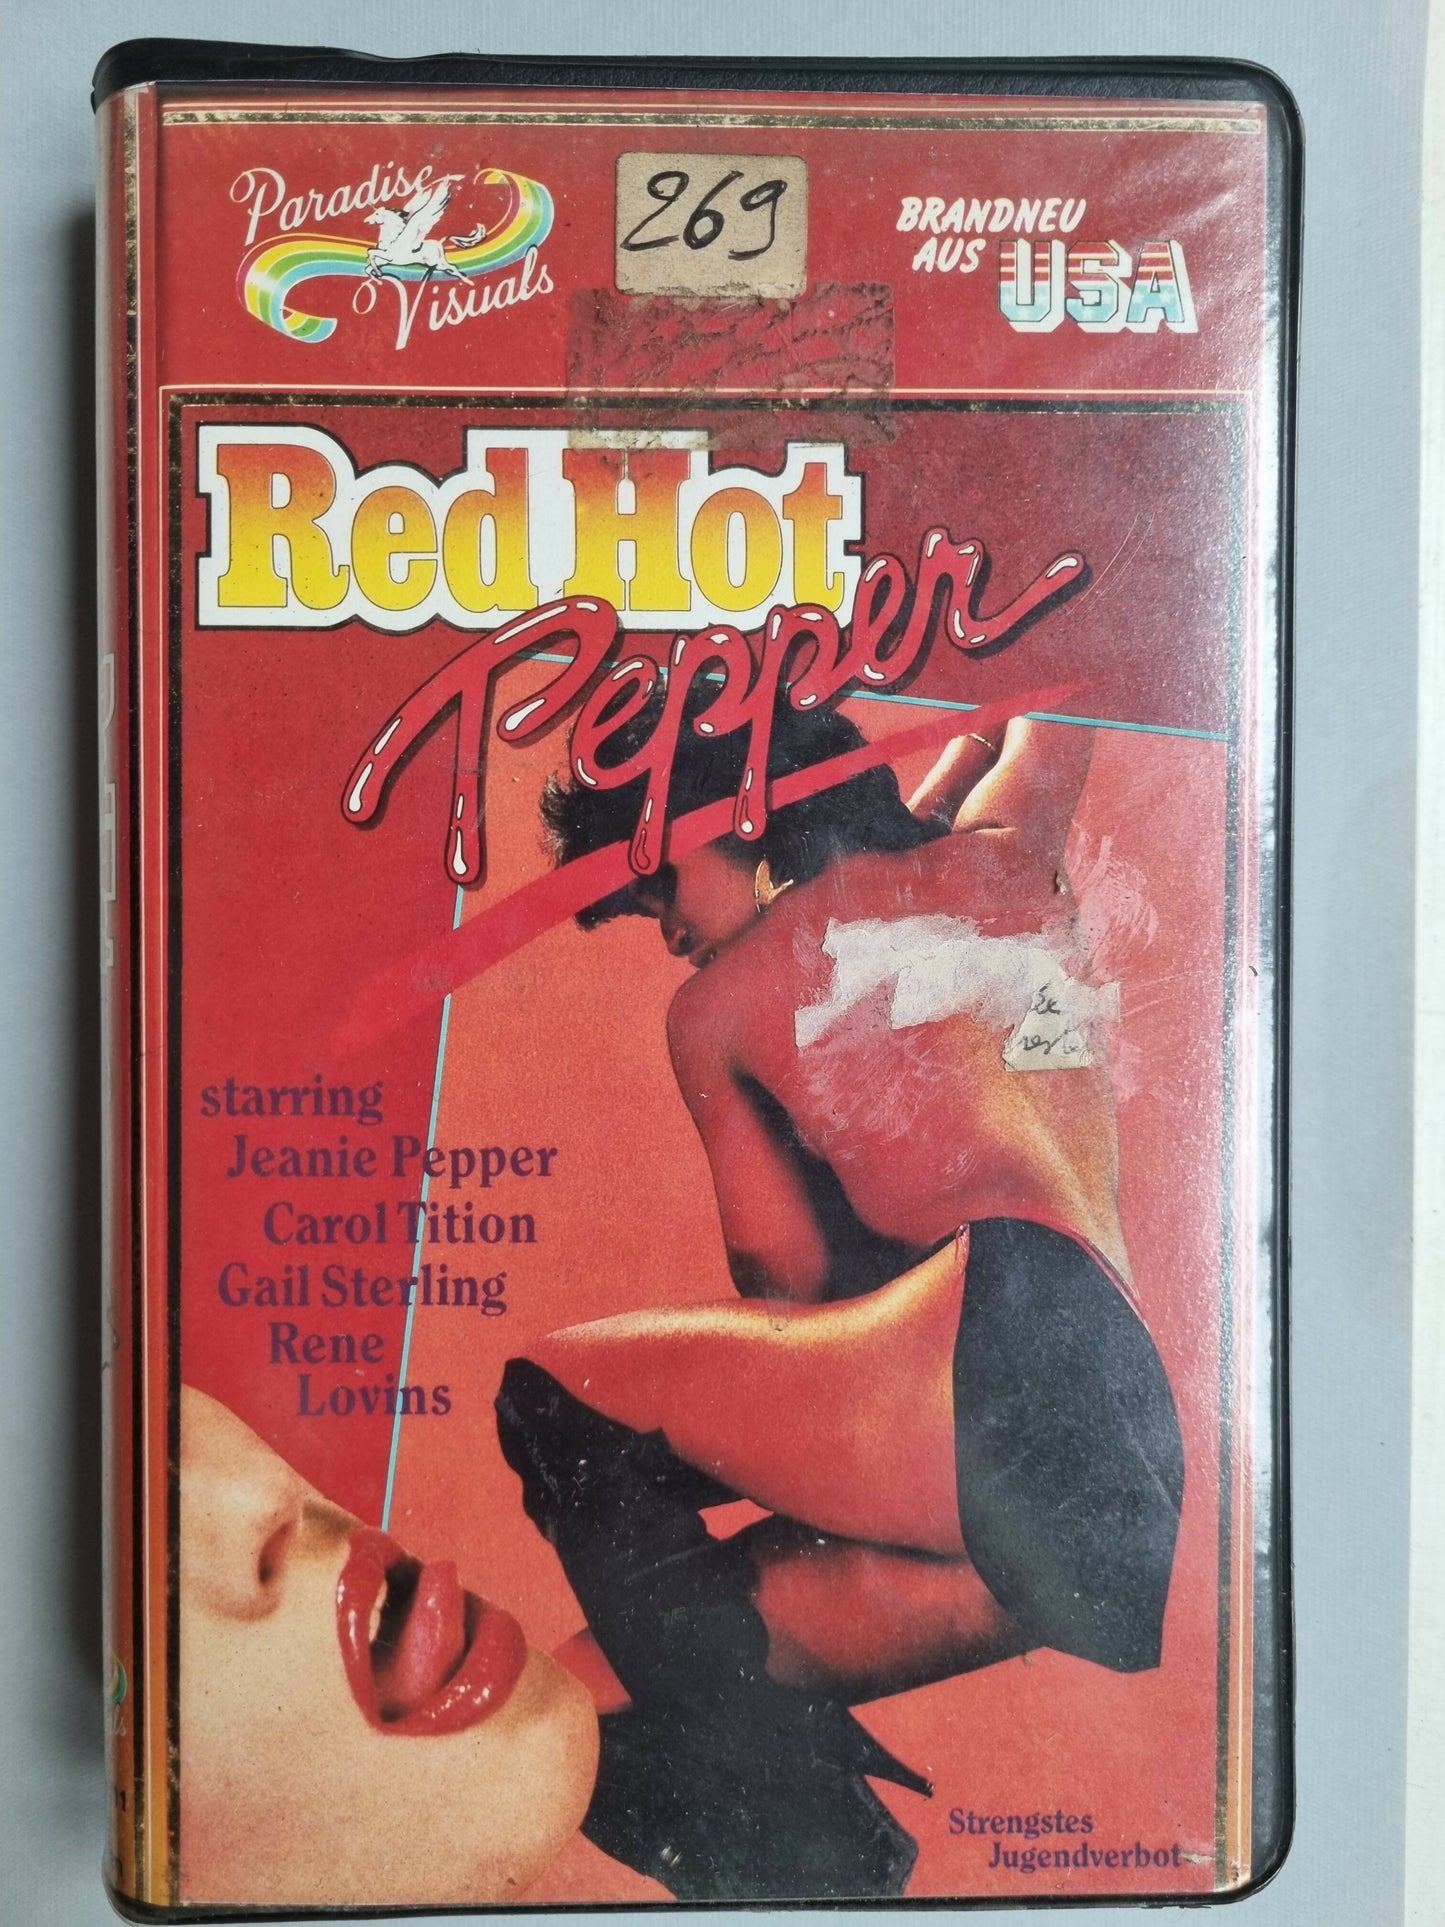 Paradise
Visuals
269
BRANDNEU
AUS USA
Red Hot
Pepper
starring
Jeanie Pepper
Carol Tition
Gail Sterling
Rene
Lovins
Strengstes
Jugendverbot